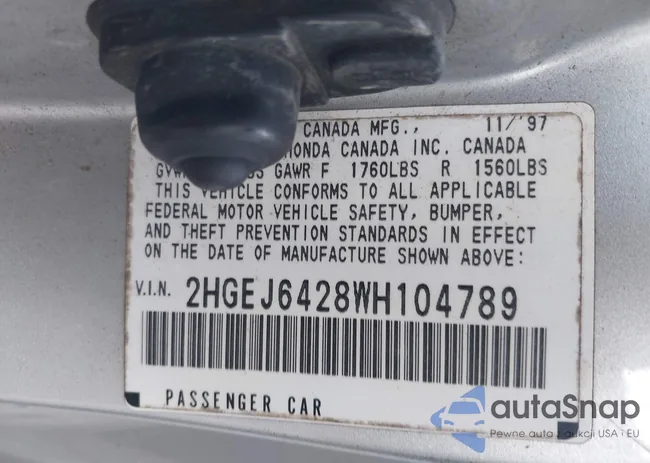 CANADA MFG., 11/'97
HONDA CANADA INC. CANADA
GAWR F 1760LBS R 1560LBS
THIS VEHICLE CONFORMS TO ALL APPLICABLE
FEDERAL MOTOR VEHICLE SAFETY, BUMPER,
AND THEFT PREVENTION STANDARDS IN EFFECT
ON THE DATE OF MANUFACTURE SHOWN ABOVE:
V.I.N. 2HGEJ6428WH104789
PASSENGER CAR
autaSnap
Pewne auto z aukcji USA i EU